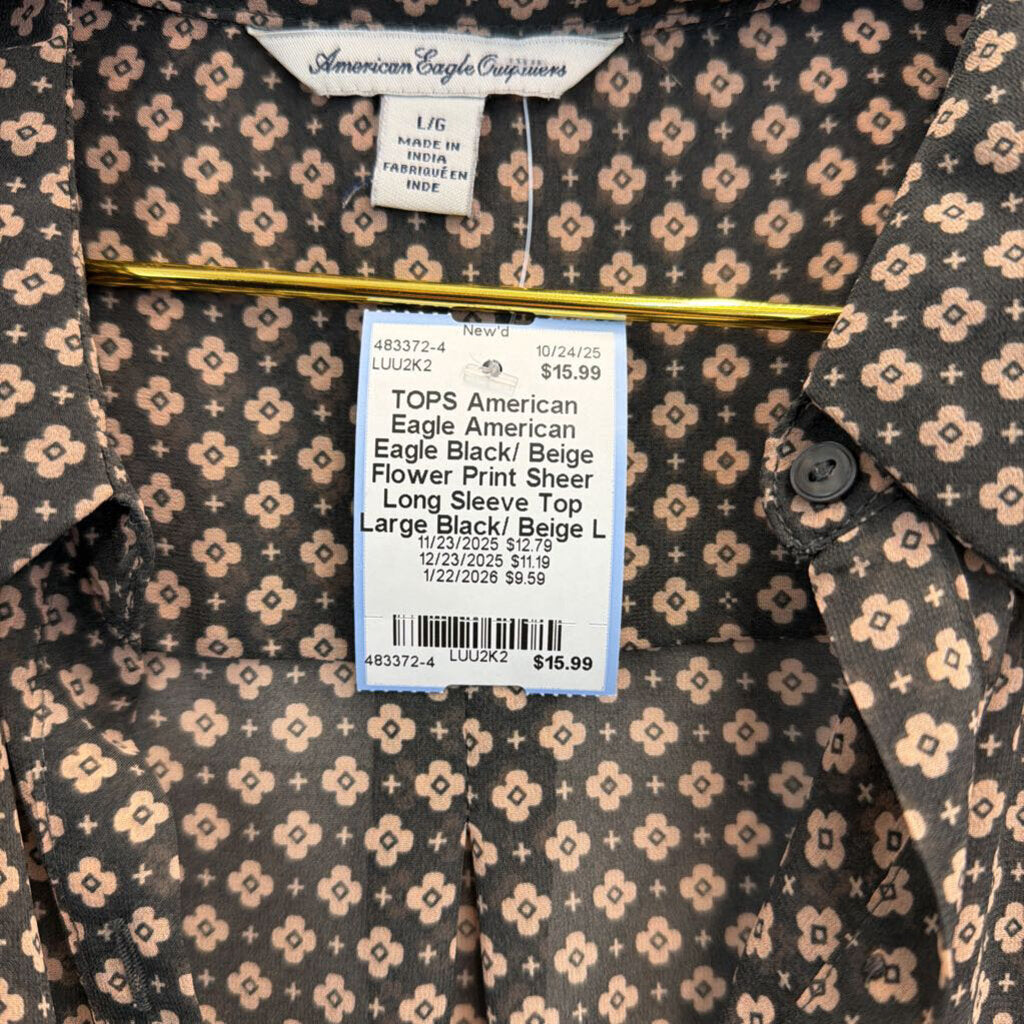 American Eagle Outfitters
L/G
MADE IN
INDIA
FABRIQUÉ EN
INDE
New'd
483372-4 10/24/25
LUU2K2 $15.99
TOPS American
Eagle American
Eagle Black/ Beige
Flower Print Sheer
Long Sleeve Top
Large Black/ Beige L
11/23/2025 $12.79
12/23/2025 $11.19
1/22/2026 $9.59
483372-4 LUU2K2 $15.99